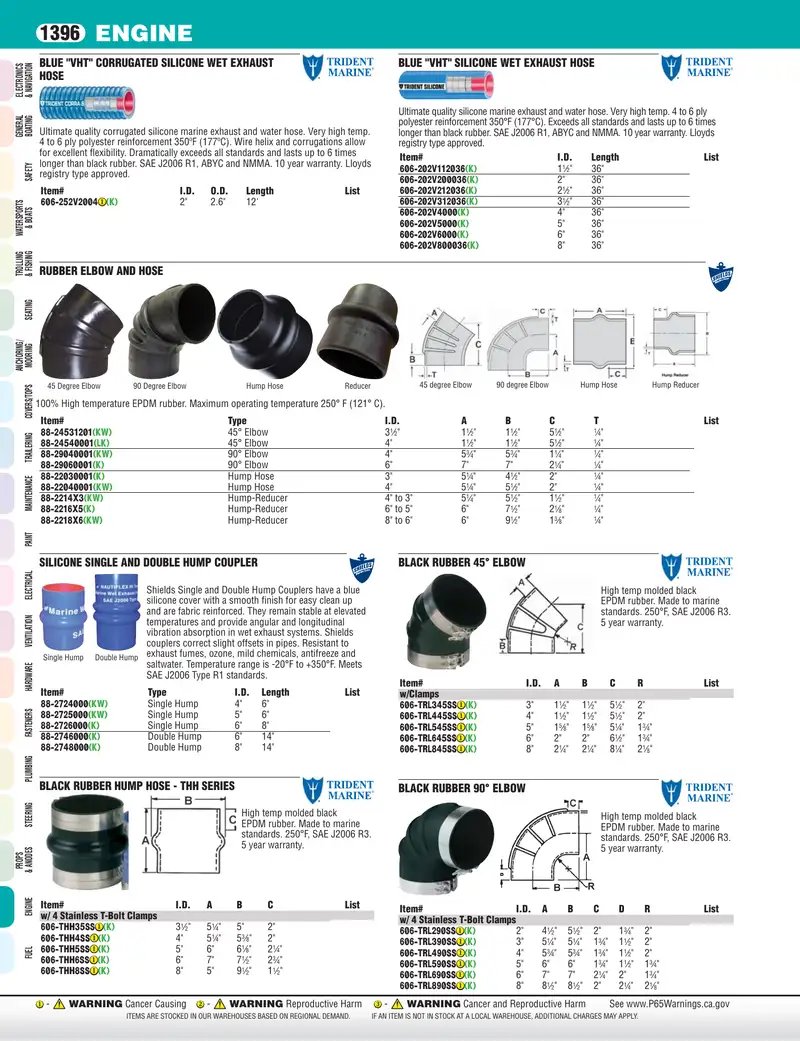 1396 ENGINE
ELECTRONICS & NAVIGATION
GENERAL BOATING
SAFETY
WATERSPORTS & BOATS
TROLLING & FISHING
SEATING
ANCHORING/ MOORING
COVERS/TOPS
TRAILERING
MAINTENANCE
PAINT
ELECTRICAL
VENTILATION
HARDWARE
FASTENERS
PLUMBING
STEERING
PROPS & ANODES
ENGINE
FUEL
BLUE "VHT" CORRUGATED SILICONE WET EXHAUST
HOSE
TRIDENT
MARINE
Ultimate quality corrugated silicone marine exhaust and water hose. Very high temp.
4 to 6 ply polyester reinforcement 350°F (177°C). Wire helix and corrugations allow
for excellent flexibility. Dramatically exceeds all standards and lasts up to 6 times
longer than black rubber. SAE J2006 R1, ABYC and NMMA. 10 year warranty. Lloyds
registry type approved.
Item# I.D. O.D. Length List
606-252V2004(K) 2" 2.6" 12'
BLUE "VHT" SILICONE WET EXHAUST HOSE
TRIDENT
MARINE
TRIDENT SILICONE
Ultimate quality silicone marine exhaust and water hose. Very high temp. 4 to 6 ply
polyester reinforcement 350°F (177°C). Exceeds all standards and lasts up to 6 times
longer than black rubber. SAE J2006 R1, ABYC and NMMA. 10 year warranty. Lloyds
registry type approved.
Item# I.D. Length List
606-202V112036(K) 1½" 36"
606-202V200036(K) 2" 36"
606-202V212036(K) 2½" 36"
606-202V312036(K) 3½" 36"
606-202V4000(K) 4" 36"
606-202V5000(K) 5" 36"
606-202V6000(K) 6" 36"
606-202V800036(K) 8" 36"
RUBBER ELBOW AND HOSE
SHIELDS
45 Degree Elbow 90 Degree Elbow Hump Hose Reducer
A B C T
C T A B
A B C T
Hump Reducer
45 degree Elbow 90 degree Elbow Hump Hose Hump Reducer
100% High temperature EPDM rubber. Maximum operating temperature 250° F (121° C).
Item# Type I.D. A B C T List
88-24531201(KW) 45° Elbow 3½" 1½" 1½" 5½" ¼"
88-24540001(LK) 45° Elbow 4" 1½" 1½" 5½" ¼"
88-29040001(KW) 90° Elbow 4" 5¾" 5¾" 1¼" ¼"
88-29060001(K) 90° Elbow 6" 7" 7" 2¼" ¼"
88-22030001(K) Hump Hose 3" 5¼" 4½" 2" ¼"
88-22040001(KW) Hump Hose 4" 5¼" 5½" 2" ¼"
88-2214X3(KW) Hump-Reducer 4" to 3" 5¼" 5½" 1½" ¼"
88-2216X5(K) Hump-Reducer 6" to 5" 6" 7½" 2⅛" ¼"
88-2218X6(KW) Hump-Reducer 8" to 6" 6" 9½" 1⅜" ¼"
SILICONE SINGLE AND DOUBLE HUMP COUPLER
SHIELDS
Single Hump Double Hump
Shields Single and Double Hump Couplers have a blue
silicone cover with a smooth finish for easy clean up
and are fabric reinforced. They remain stable at elevated
temperatures and provide angular and longitudinal
vibration absorption in wet exhaust systems. Shields
couplers correct slight offsets in pipes. Resistant to
exhaust fumes, ozone, mild chemicals, antifreeze and
saltwater. Temperature range is -20°F to +350°F. Meets
SAE J2006 Type R1 standards.
Item# Type I.D. Length List
88-2724000(KW) Single Hump 4" 6"
88-2725000(KW) Single Hump 5" 6"
88-2726000(K) Single Hump 6" 8"
88-2746000(K) Double Hump 6" 14"
88-2748000(K) Double Hump 8" 14"
BLACK RUBBER 45° ELBOW
TRIDENT
MARINE
A B C R
High temp molded black
EPDM rubber. Made to marine
standards. 250°F, SAE J2006 R3.
5 year warranty.
Item# I.D. A B C R List
w/Clamps
606-TRL345SS(K) 3" 1½" 1½" 5½" 2"
606-TRL445SS(K) 4" 1½" 1½" 5½" 2"
606-TRL545SS(K) 5" 1⅝" 1⅝" 5¼" 1¾"
606-TRL645SS(K) 6" 2" 2" 6½" 1¾"
606-TRL845SS(K) 8" 2¼" 2¼" 8¼" 2⅛"
BLACK RUBBER HUMP HOSE - THH SERIES
TRIDENT
MARINE
B C A
High temp molded black
EPDM rubber. Made to marine
standards. 250°F, SAE J2006 R3.
5 year warranty.
Item# I.D. A B C List
w/ 4 Stainless T-Bolt Clamps
606-THH35SS(K) 3½" 5¼" 5" 2"
606-THH4SS(K) 4" 5¼" 5⅜" 2"
606-THH5SS(K) 5" 6" 6⅛" 2¼"
606-THH6SS(K) 6" 7" 7½" 2¾"
606-THH8SS(K) 8" 5" 9½" 1½"
BLACK RUBBER 90° ELBOW
TRIDENT
MARINE
C A B R
High temp molded black
EPDM rubber. Made to marine
standards. 250°F, SAE J2006 R3.
5 year warranty.
Item# I.D. A B C D R List
w/ 4 Stainless T-Bolt Clamps
606-TRL290SS(K) 2" 4½" 5½" 2" 1¾" 2"
606-TRL390SS(K) 3" 5¼" 5¼" 1¾" 1½" 2"
606-TRL490SS(K) 4" 5¾" 5¾" 1¾" 1½" 2"
606-TRL590SS(K) 5" 6" 6" 1¾" 1½" 1¾"
606-TRL690SS(K) 6" 7" 7" 2¼" 2" 1¾"
606-TRL890SS(K) 8" 8½" 8½" 2" 2¼" 2⅛"
1 - WARNING Cancer Causing 2 - WARNING Reproductive Harm 3 - WARNING Cancer and Reproductive Harm See www.P65Warnings.ca.gov
ITEMS ARE STOCKED IN OUR WAREHOUSES BASED ON REGIONAL DEMAND. IF AN ITEM IS NOT IN STOCK AT A LOCAL WAREHOUSE, ADDITIONAL CHARGES MAY APPLY.